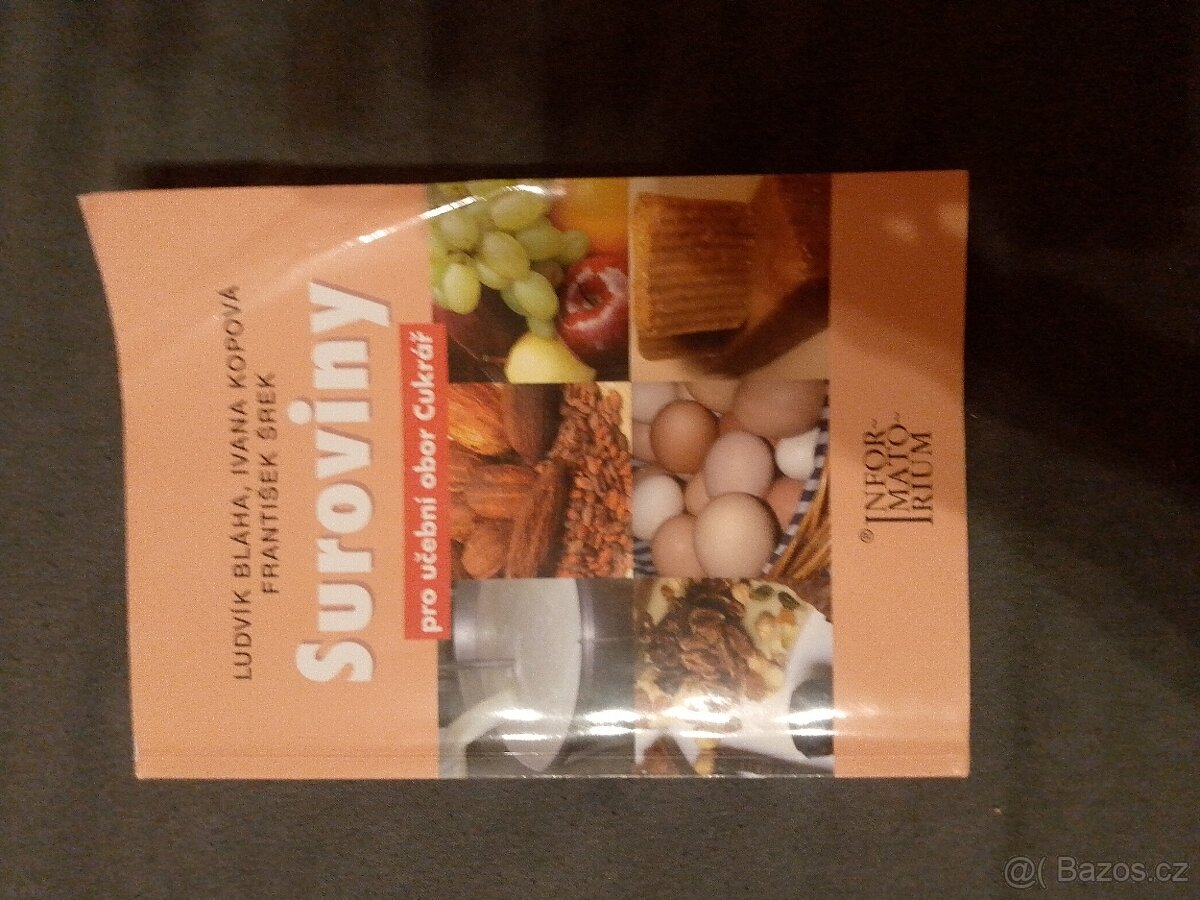 LUDVÍK BLÁHA, IVANA KOPOVÁ
FRANTIŠEK ŠREK
Suroviny
pro učební obor Cukrář
® INFOR~
MATO~
RIUM
@( Bazos.cz